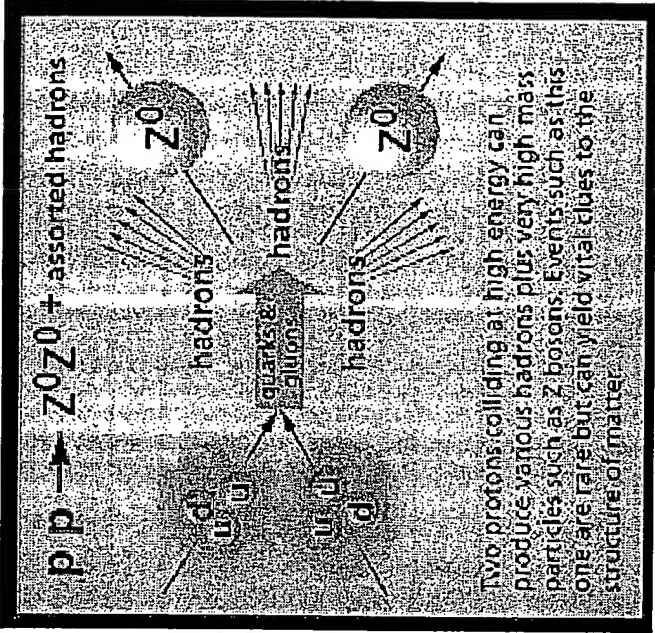 p p → Z⁰Z⁰ + assorted hadrons
u
d
u
u
u
d
quarks &
gluons
hadrons
hadrons
hadrons
Z⁰
Z⁰
Two protons colliding at high energy can
produce various hadrons plus very high mass
particles such as Z bosons. Events such as this
one are rare but can yield vital clues to the
structure of matter.